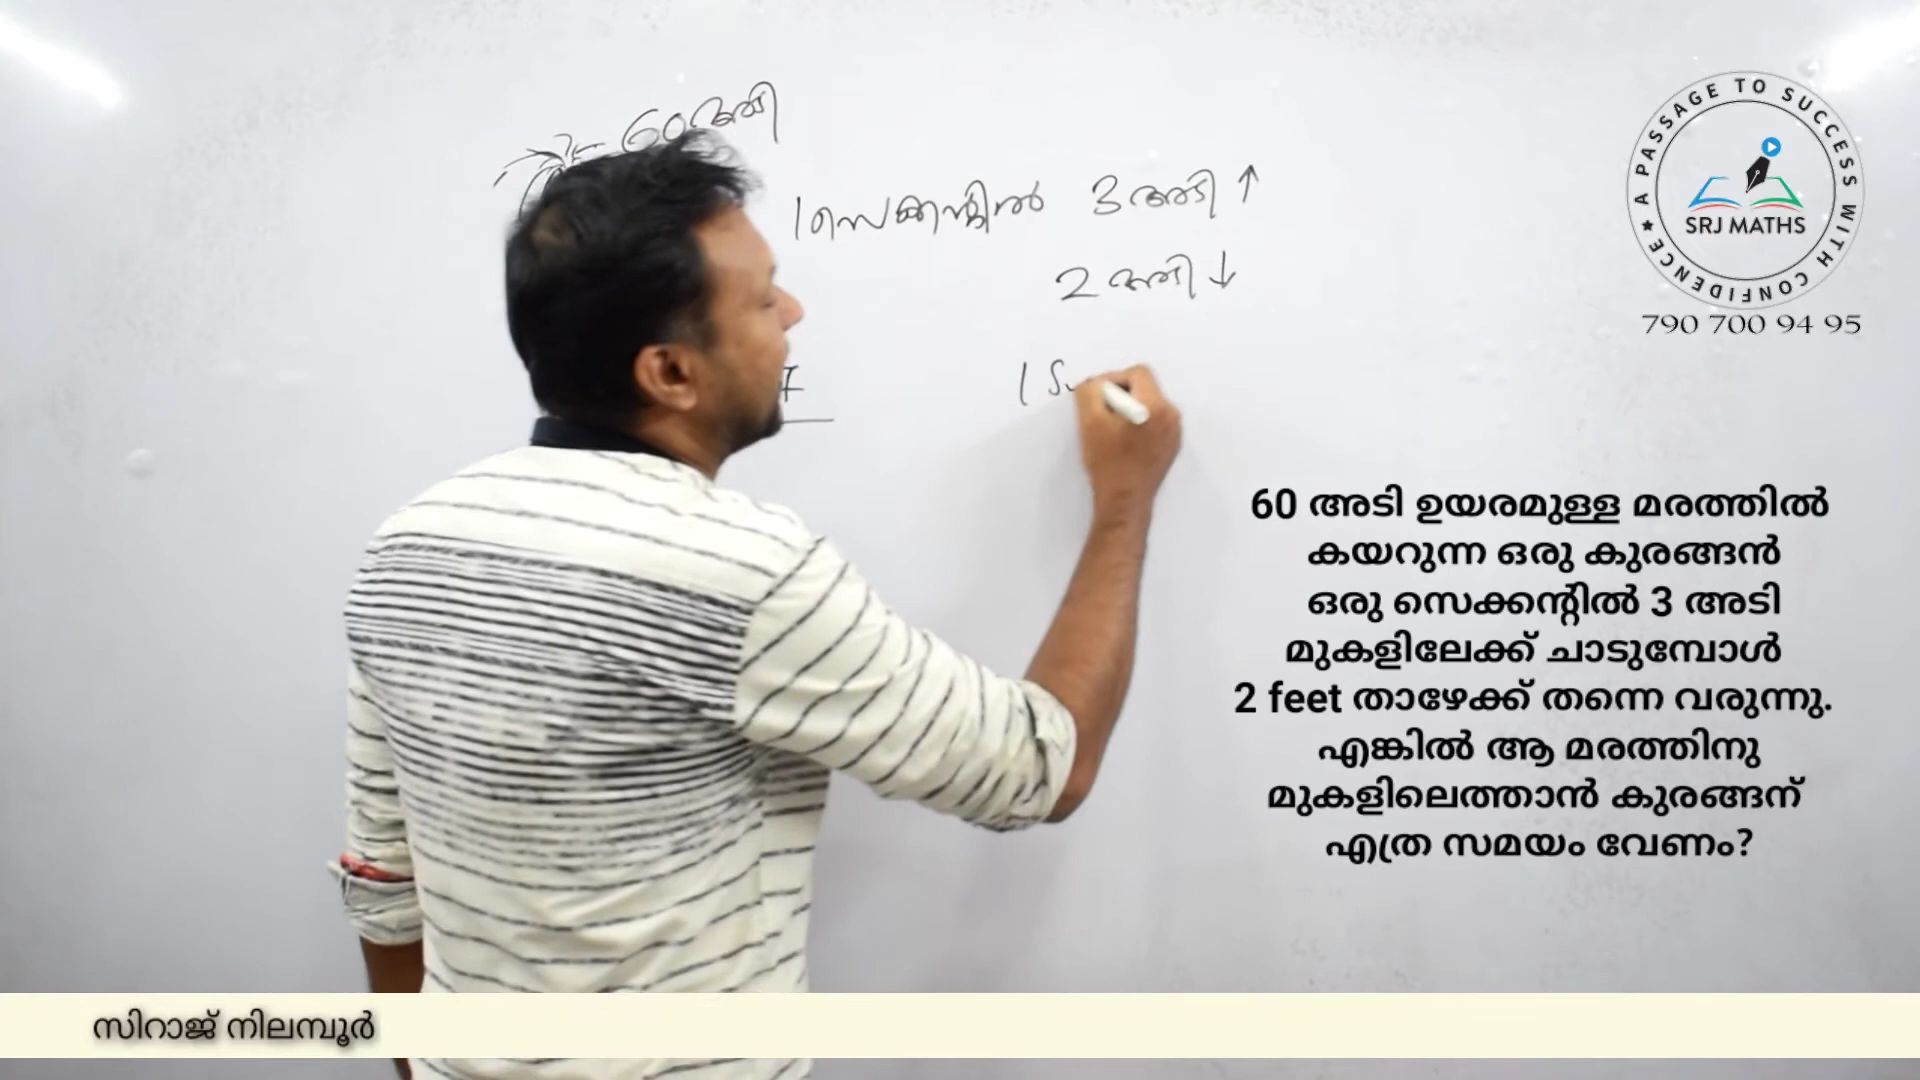 60 അടി
1 സെക്കന്റിൽ 3 അടി ↑
2 അടി ↓
1 S
A PASSAGE TO SUCCESS WITH CONFIDENCE
SRJ MATHS
790 700 94 95
60 അടി ഉയരമുള്ള മരത്തിൽ
കയറുന്ന ഒരു കുരങ്ങൻ
ഒരു സെക്കന്റിൽ 3 അടി
മുകളിലേക്ക് ചാടുമ്പോൾ
2 feet താഴേക്ക് തന്നെ വരുന്നു.
എങ്കിൽ ആ മരത്തിനു
മുകളിലെത്താൻ കുരങ്ങന്
എത്ര സമയം വേണം?
സിറാജ് നിലമ്പൂർ